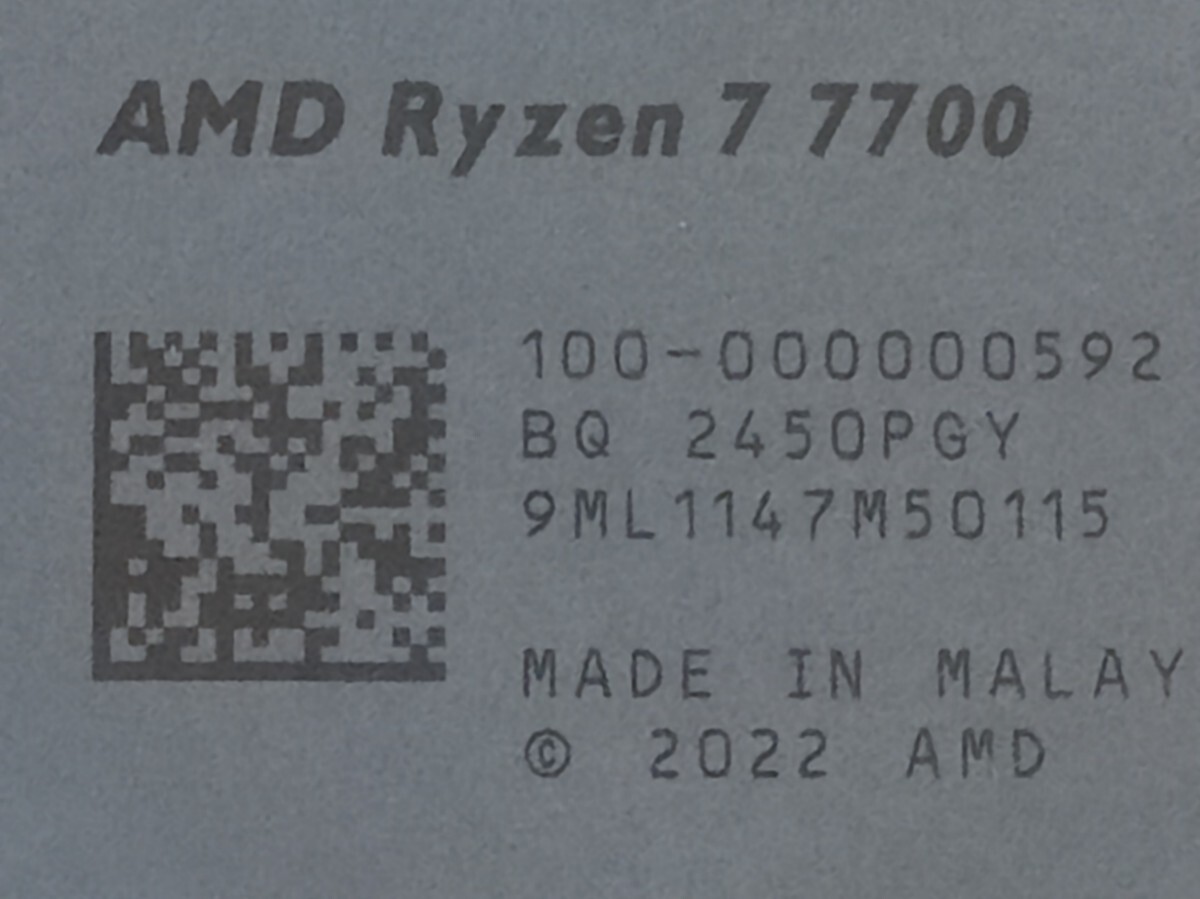 AMD Ryzen 7 7700
100-000000592
BQ 2450PGY
9ML1147M50115
MADE IN MALAY
© 2022 AMD